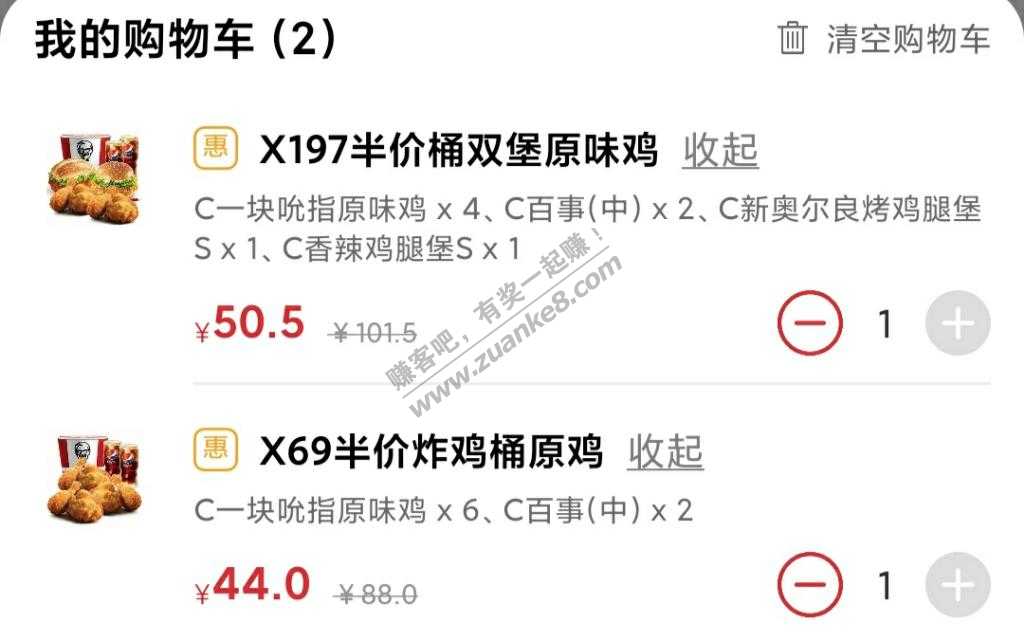 我的购物车（2）
清空购物车
惠 X197半价桶双堡原味鸡 收起
C一块吮指原味鸡 x 4、C百事(中) x 2、C新奥尔良烤鸡腿堡
S x 1、C香辣鸡腿堡S x 1
¥50.5 ¥101.5
1
惠 X69半价炸鸡桶原鸡 收起
C一块吮指原味鸡 x 6、C百事(中) x 2
¥44.0 ¥88.0
1
赚客吧，有奖一起赚！
www.zuanke8.com